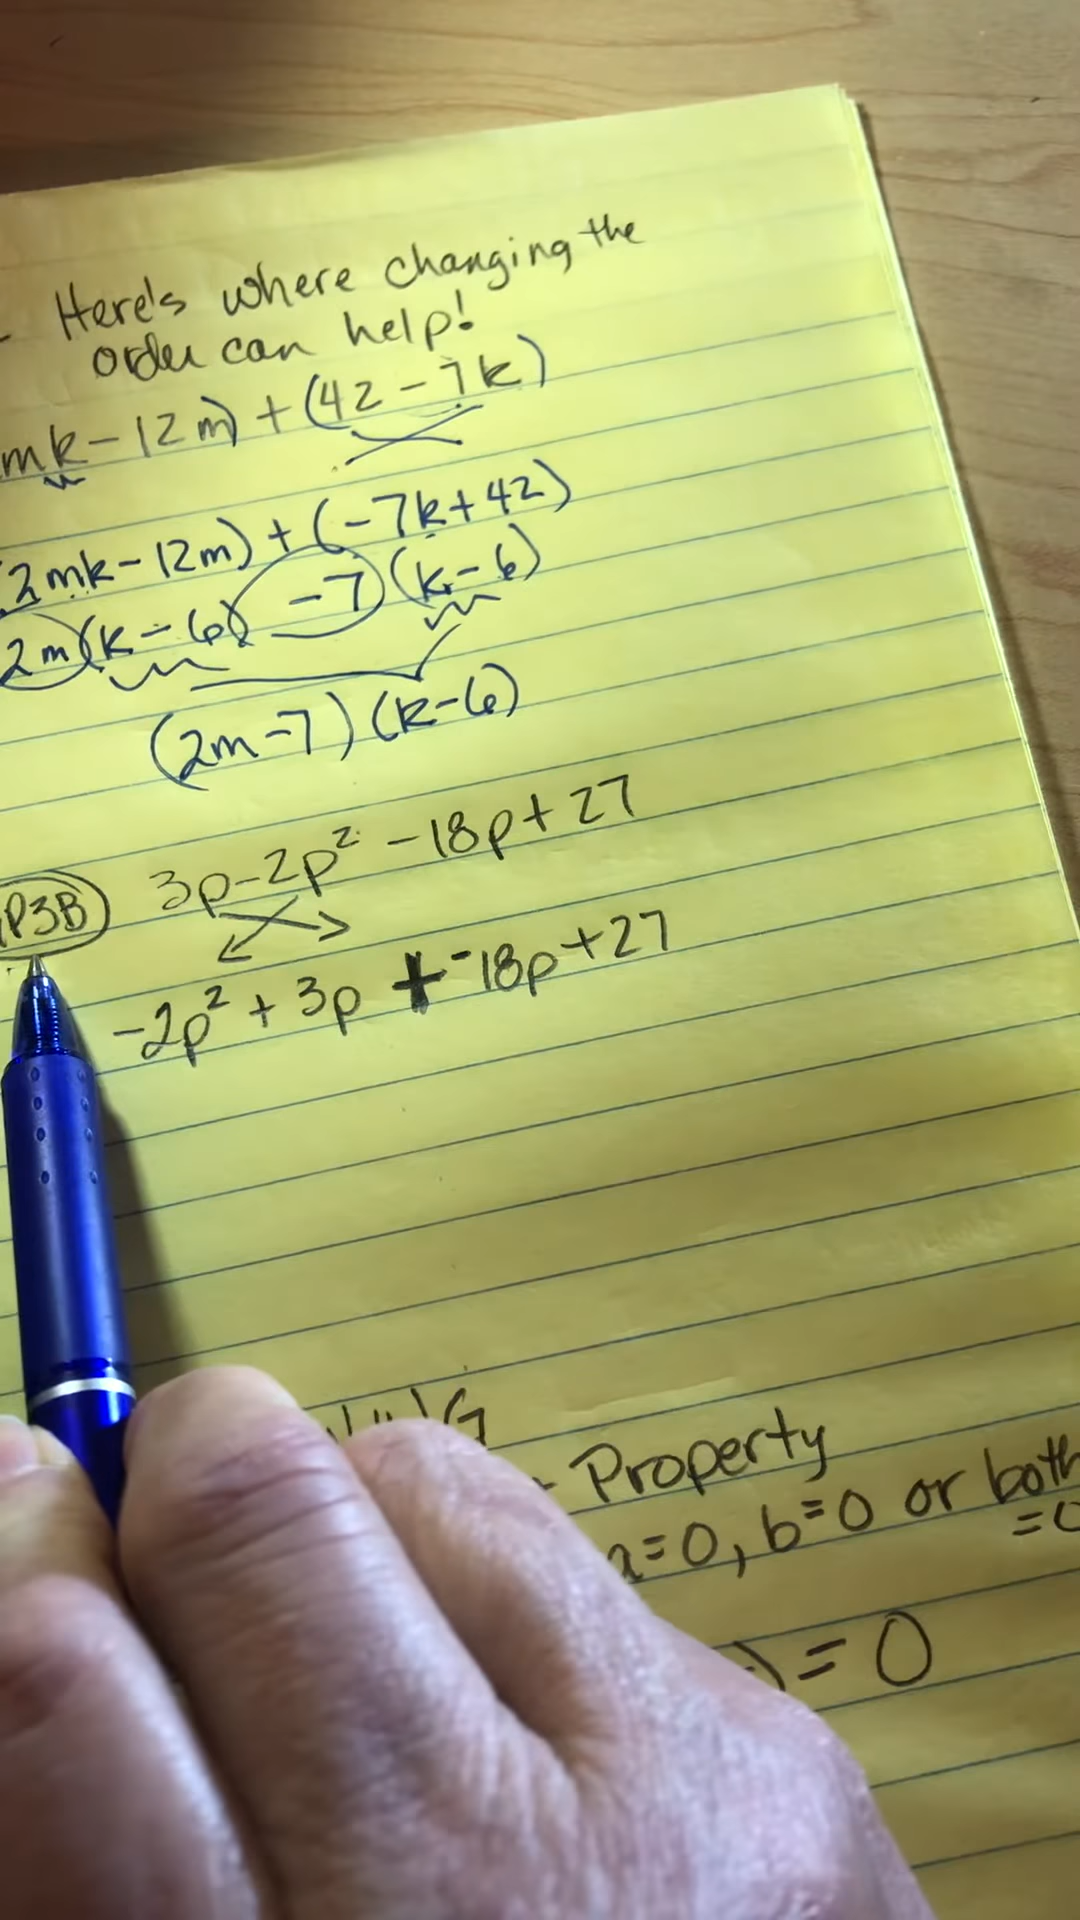 - Here's where changing the
order can help!
mk - 12m) + (42 - 7k)
2mk - 12m) + (-7k + 42)
2m(k - 6) -7(k - 6)
(2m - 7)(k - 6)
3p - 2p² - 18p + 27
P3B
-2p² + 3p + -18p + 27
- Property
a=0, b=0 or both
=0
) = 0